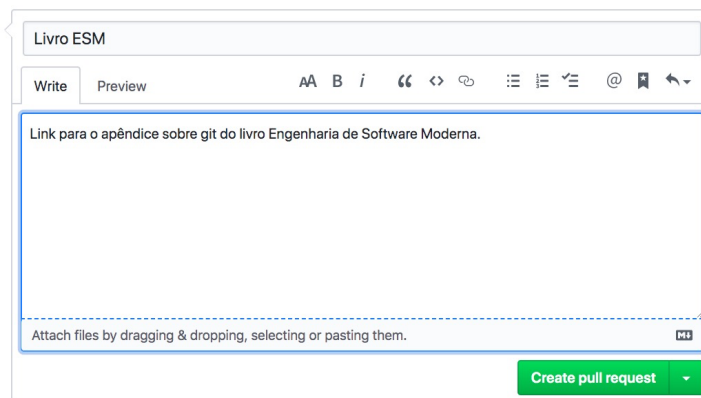 Livro ESM
Write Preview AA B i @
Link para o apêndice sobre git do livro Engenharia de Software Moderna.
Attach files by dragging & dropping, selecting or pasting them.
Create pull request